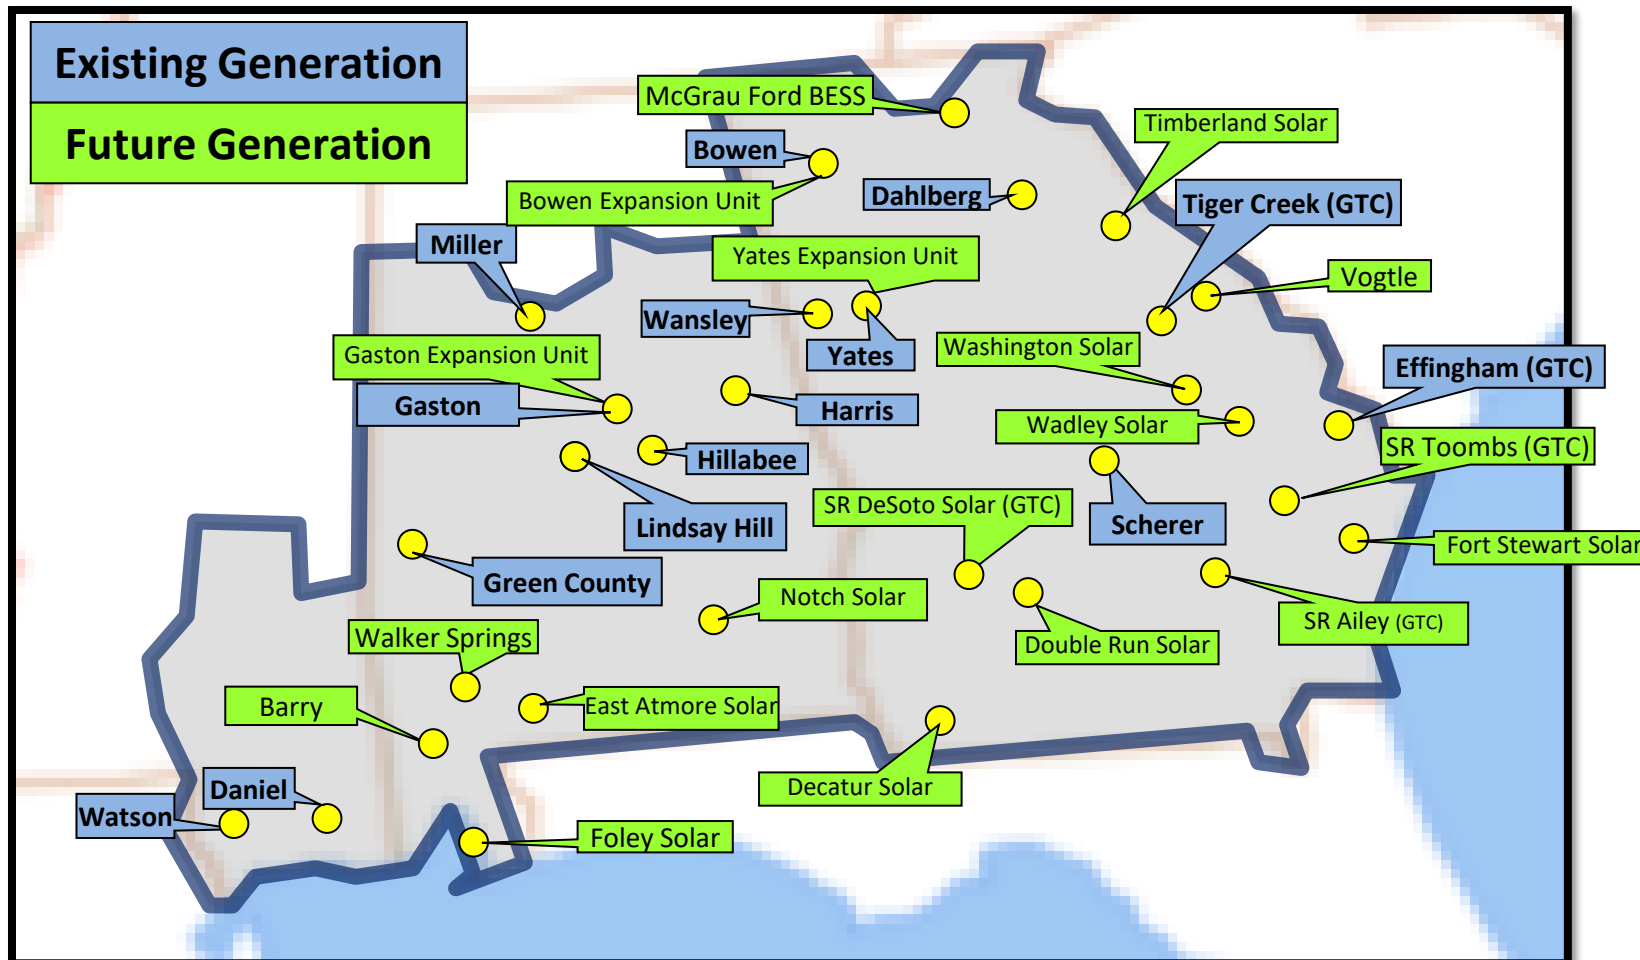 Existing Generation
Future Generation
McGrau Ford BESS
Timberland Solar
Bowen
Bowen Expansion Unit
Dahlberg
Tiger Creek (GTC)
Miller
Yates Expansion Unit
Vogtle
Wansley
Yates
Gaston Expansion Unit
Washington Solar
Effingham (GTC)
Gaston
Harris
Wadley Solar
SR Toombs (GTC)
Hillabee
SR DeSoto Solar (GTC)
Lindsay Hill
Scherer
Fort Stewart Solar
Green County
Notch Solar
SR Ailey (GTC)
Walker Springs
Double Run Solar
Barry
East Atmore Solar
Decatur Solar
Daniel
Watson
Foley Solar